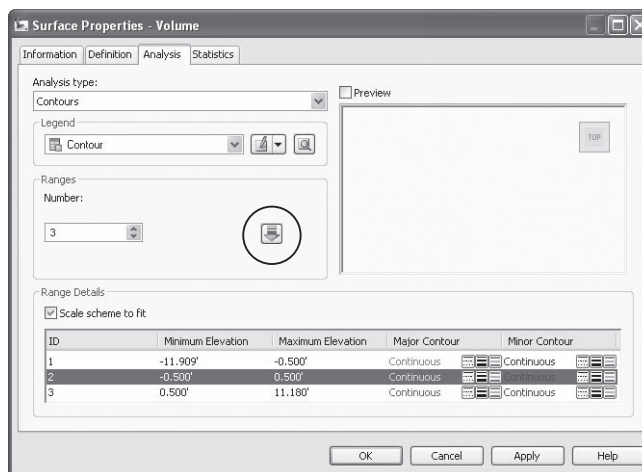 Surface Properties - Volume
Information Definition Analysis Statistics
Analysis type:
Contours
Preview
Legend
Contour
TOP
Ranges
Number:
3
Range Details
Scale scheme to fit
ID Minimum Elevation Maximum Elevation Major Contour Minor Contour
1 -11.909' -0.500' Continuous Continuous
2 -0.500' 0.500' Continuous Continuous
3 0.500' 11.180' Continuous Continuous
OK Cancel Apply Help